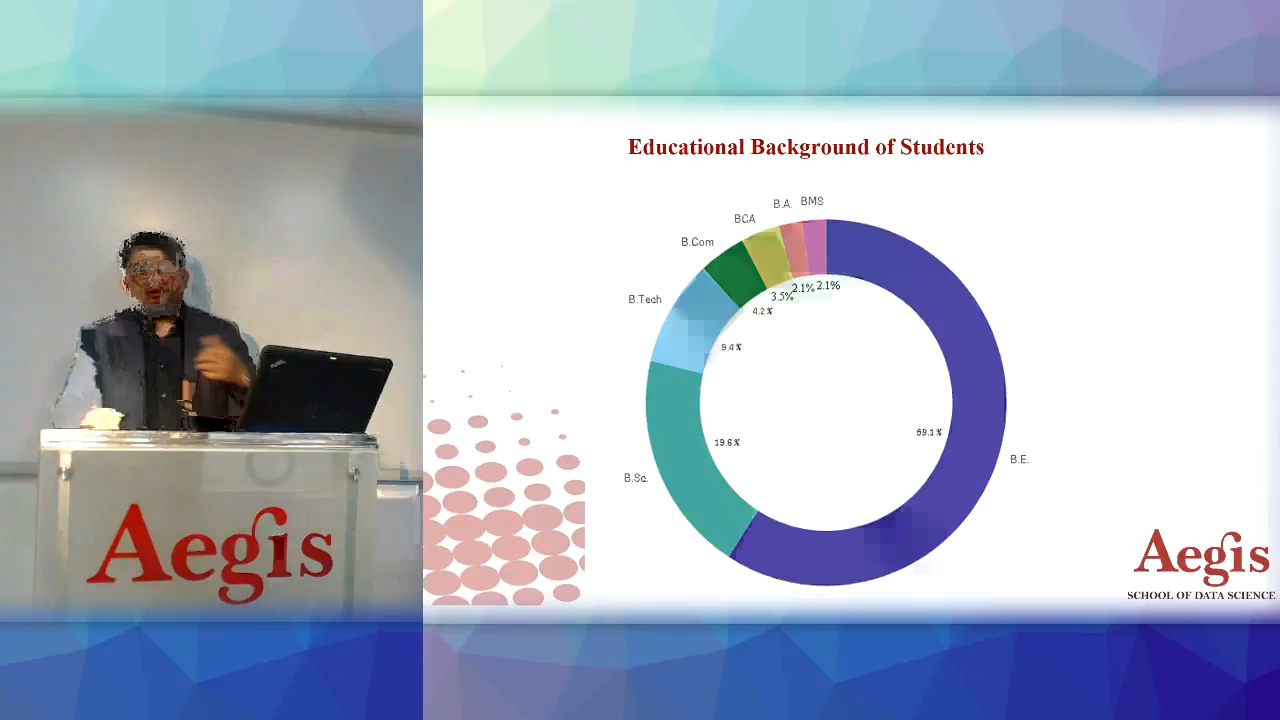 Educational Background of Students
BMS
B.A.
BCA
B.Com
B.Tech
B.Sc.
B.E.
2.1%
2.1%
3.5%
4.2%
9.4%
19.6%
59.1%
Aegis
Aegis
SCHOOL OF DATA SCIENCE